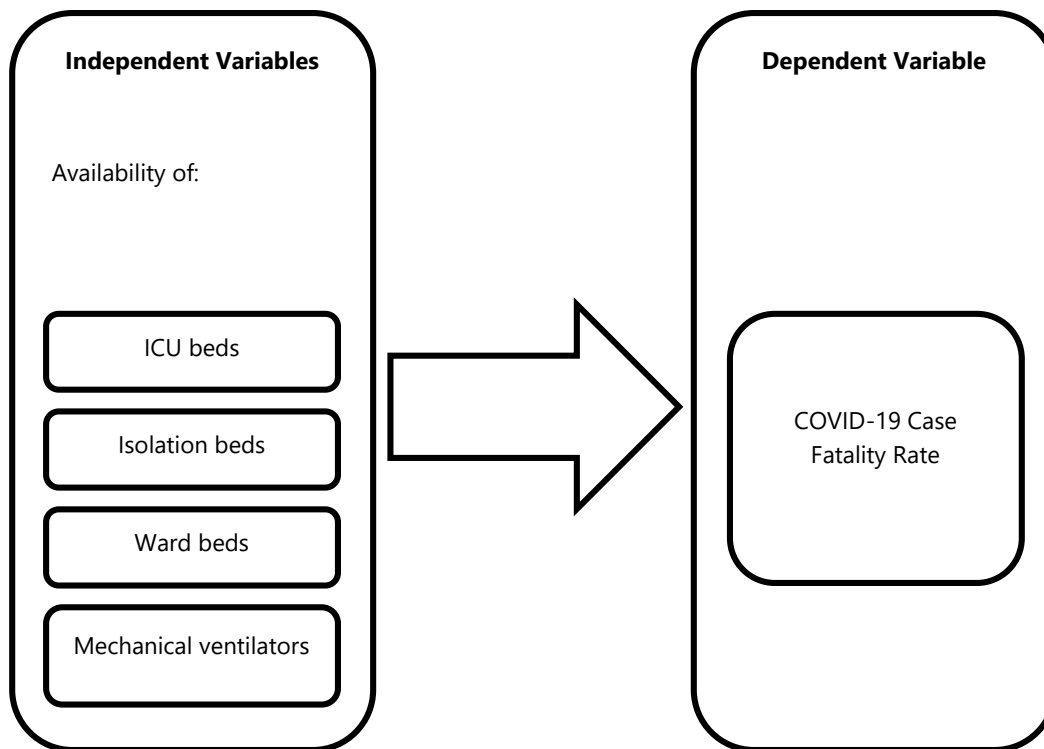 Independent Variables
Availability of:
ICU beds
Isolation beds
Ward beds
Mechanical ventilators
Dependent Variable
COVID-19 Case
Fatality Rate